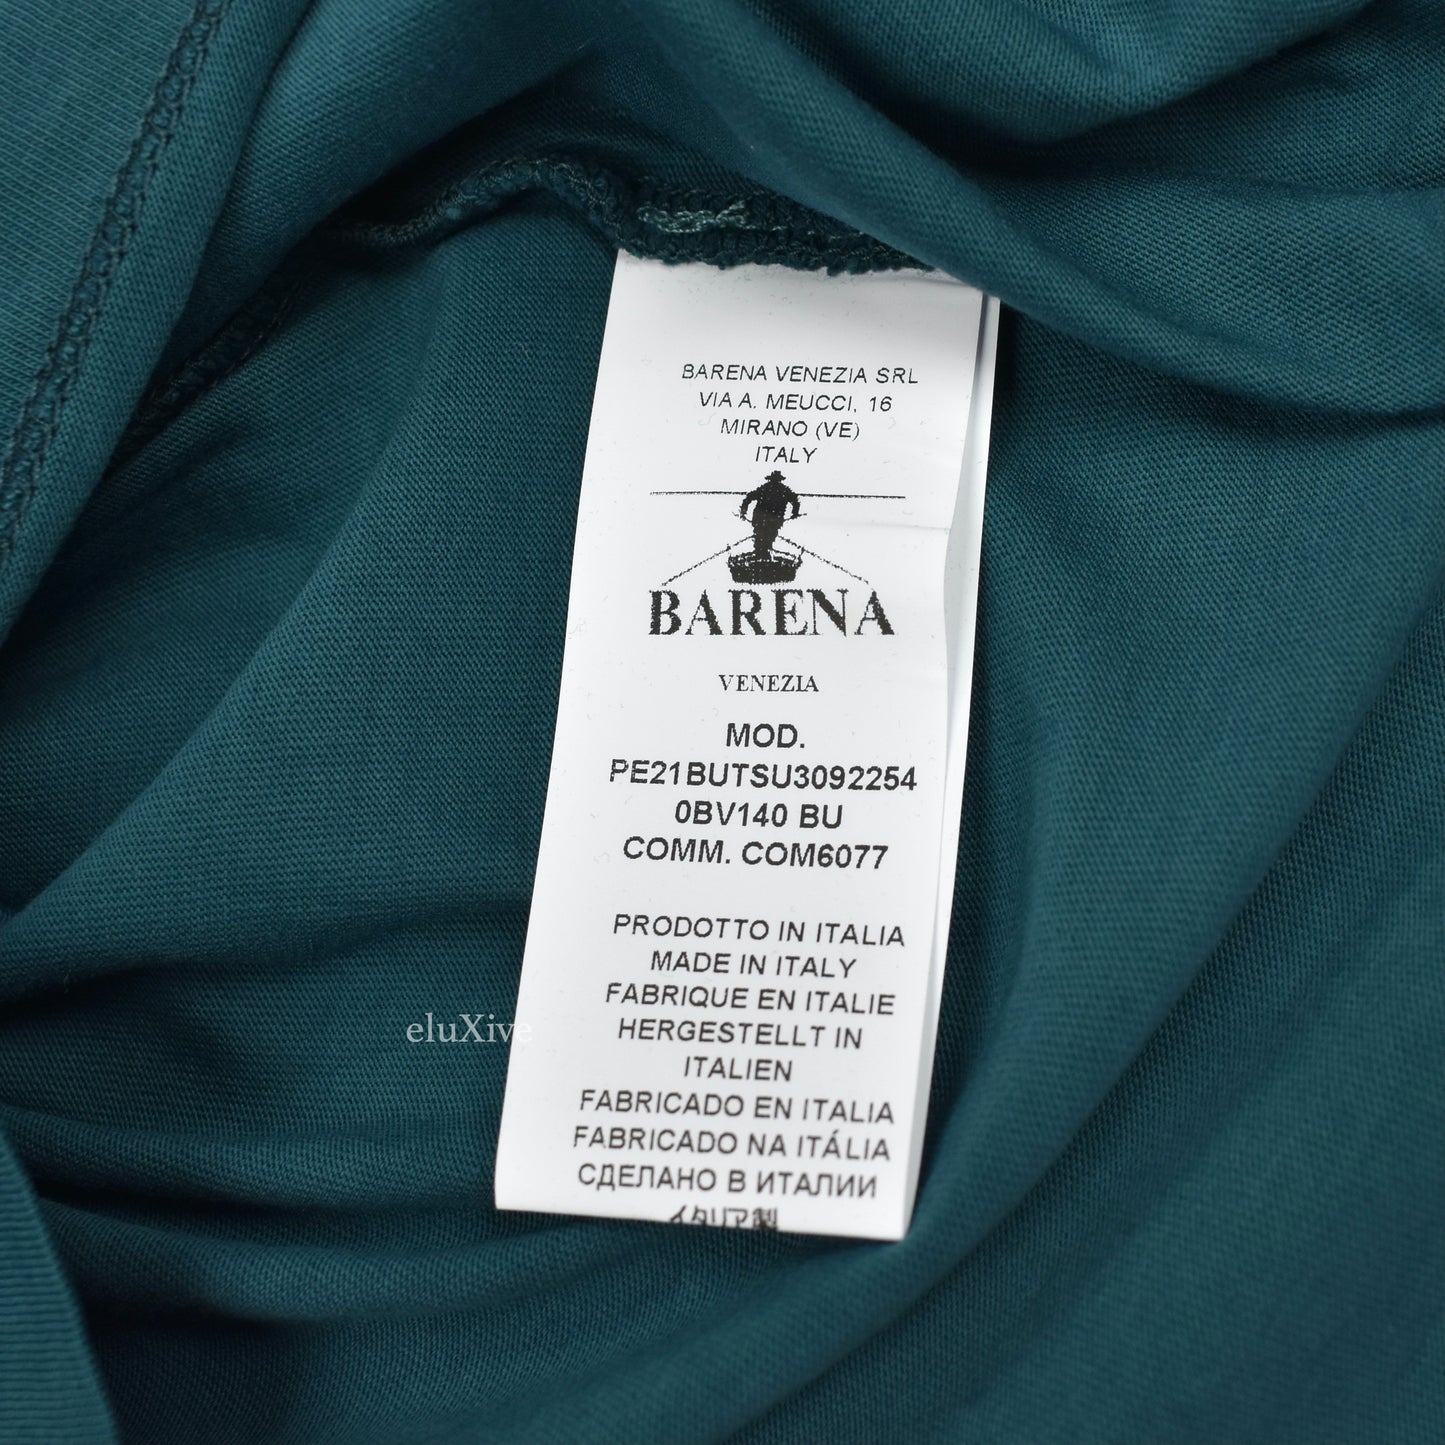 BARENA VENEZIA SRL
VIA A. MEUCCI, 16
MIRANO (VE)
ITALY
BARENA
VENEZIA
MOD.
PE21BUTSU3092254
0BV140 BU
COMM. COM6077
PRODOTTO IN ITALIA
MADE IN ITALY
FABRIQUE EN ITALIE
HERGESTELLT IN
ITALIEN
FABRICADO EN ITALIA
FABRICADO NA ITÁLIA
СДЕЛАНО В ИТАЛИИ
イタリア製
eluXive